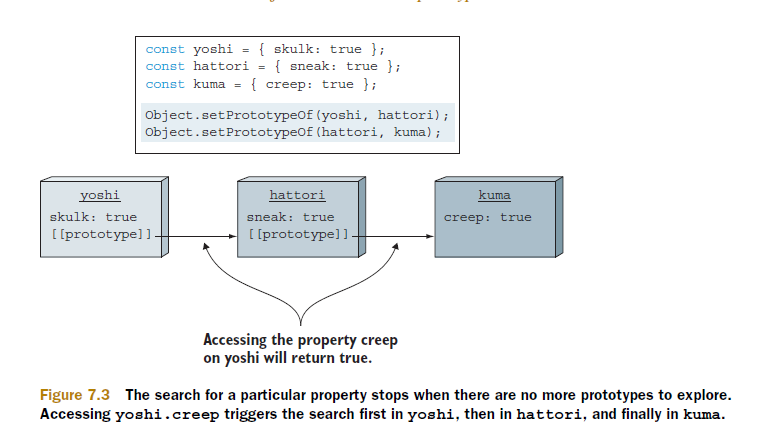 const yoshi = { skulk: true };
const hattori = { sneak: true };
const kuma = { creep: true };
Object.setPrototypeOf(yoshi, hattori);
Object.setPrototypeOf(hattori, kuma);
yoshi
skulk: true
[[prototype]]
hattori
sneak: true
[[prototype]]
kuma
creep: true
Accessing the property creep
on yoshi will return true.
Figure 7.3 The search for a particular property stops when there are no more prototypes to explore.
Accessing yoshi.creep triggers the search first in yoshi, then in hattori, and finally in kuma.